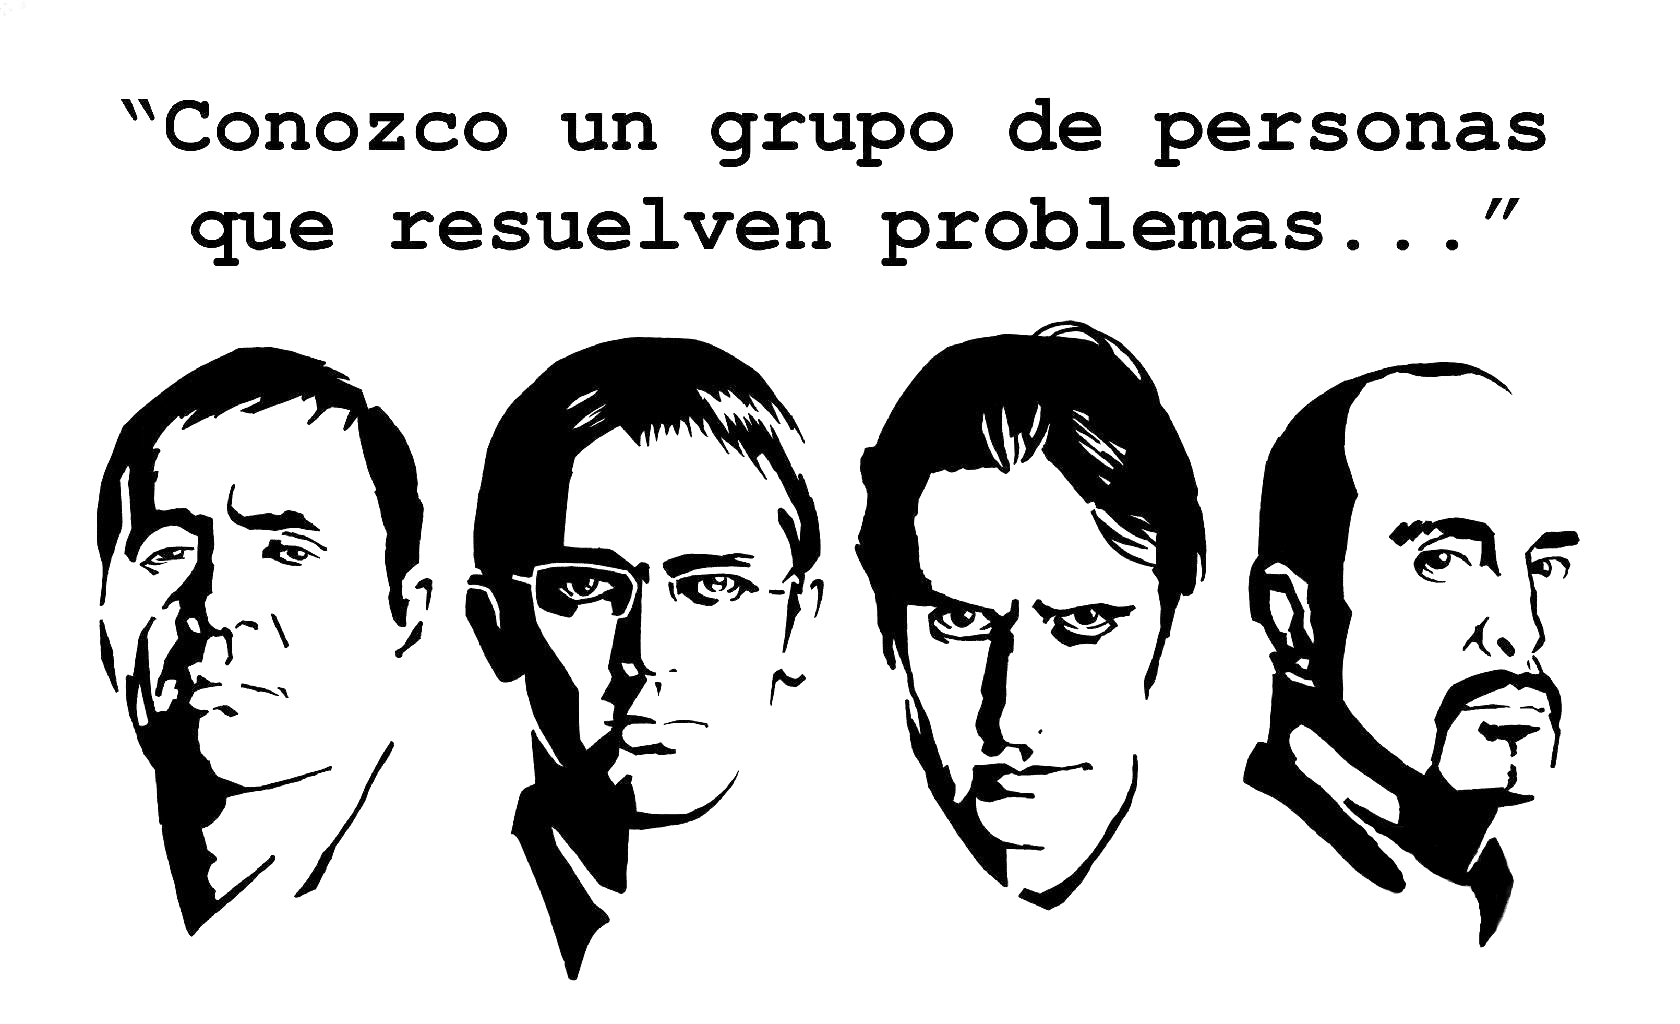 “Conozco un grupo de personas
que resuelven problemas...”